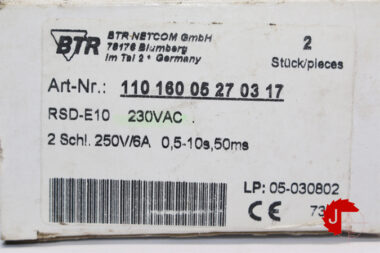 BTR
BTR NETCOM GmbH
78176 Blumberg
Im Tal 2 · Germany
2
Stück/pieces
Art-Nr.: 110 160 05 27 03 17
RSD-E10 230VAC
2 Schl. 250V/6A 0,5-10s,50ms
LP: 05-030802
CE